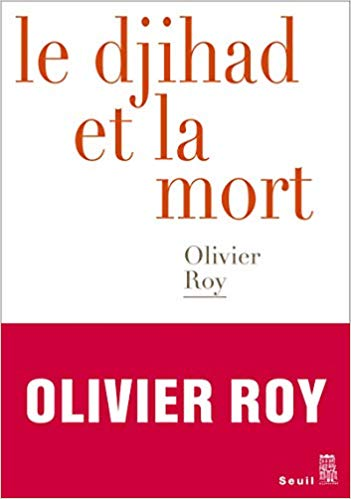 le djihad
et la
mort
Olivier
Roy
OLIVIER ROY
Seuil